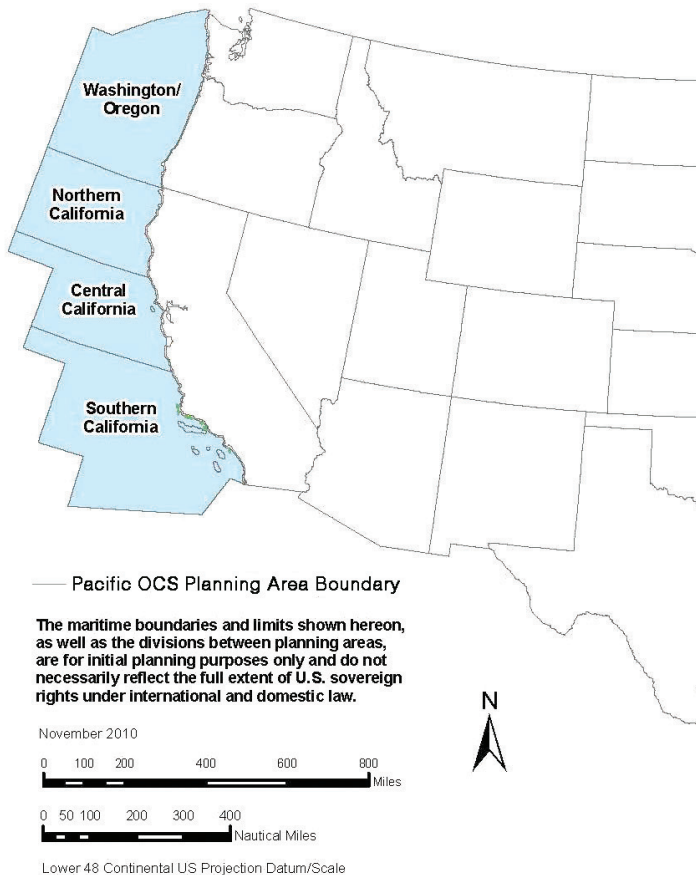 Washington/
Oregon
Northern
California
Central
California
Southern
California
Pacific OCS Planning Area Boundary
The maritime boundaries and limits shown hereon,
as well as the divisions between planning areas,
are for initial planning purposes only and do not
necessarily reflect the full extent of U.S. sovereign
rights under international and domestic law.
N
November 2010
0 100 200 400 600 800
Miles
0 50 100 200 300 400
Nautical Miles
Lower 48 Continental US Projection Datum/Scale